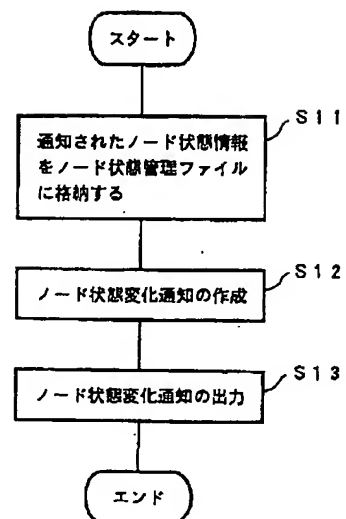 スタート
S11
通知されたノード状態情報
をノード状態管理ファイル
に格納する
S12
ノード状態変化通知の作成
S13
ノード状態変化通知の出力
エンド